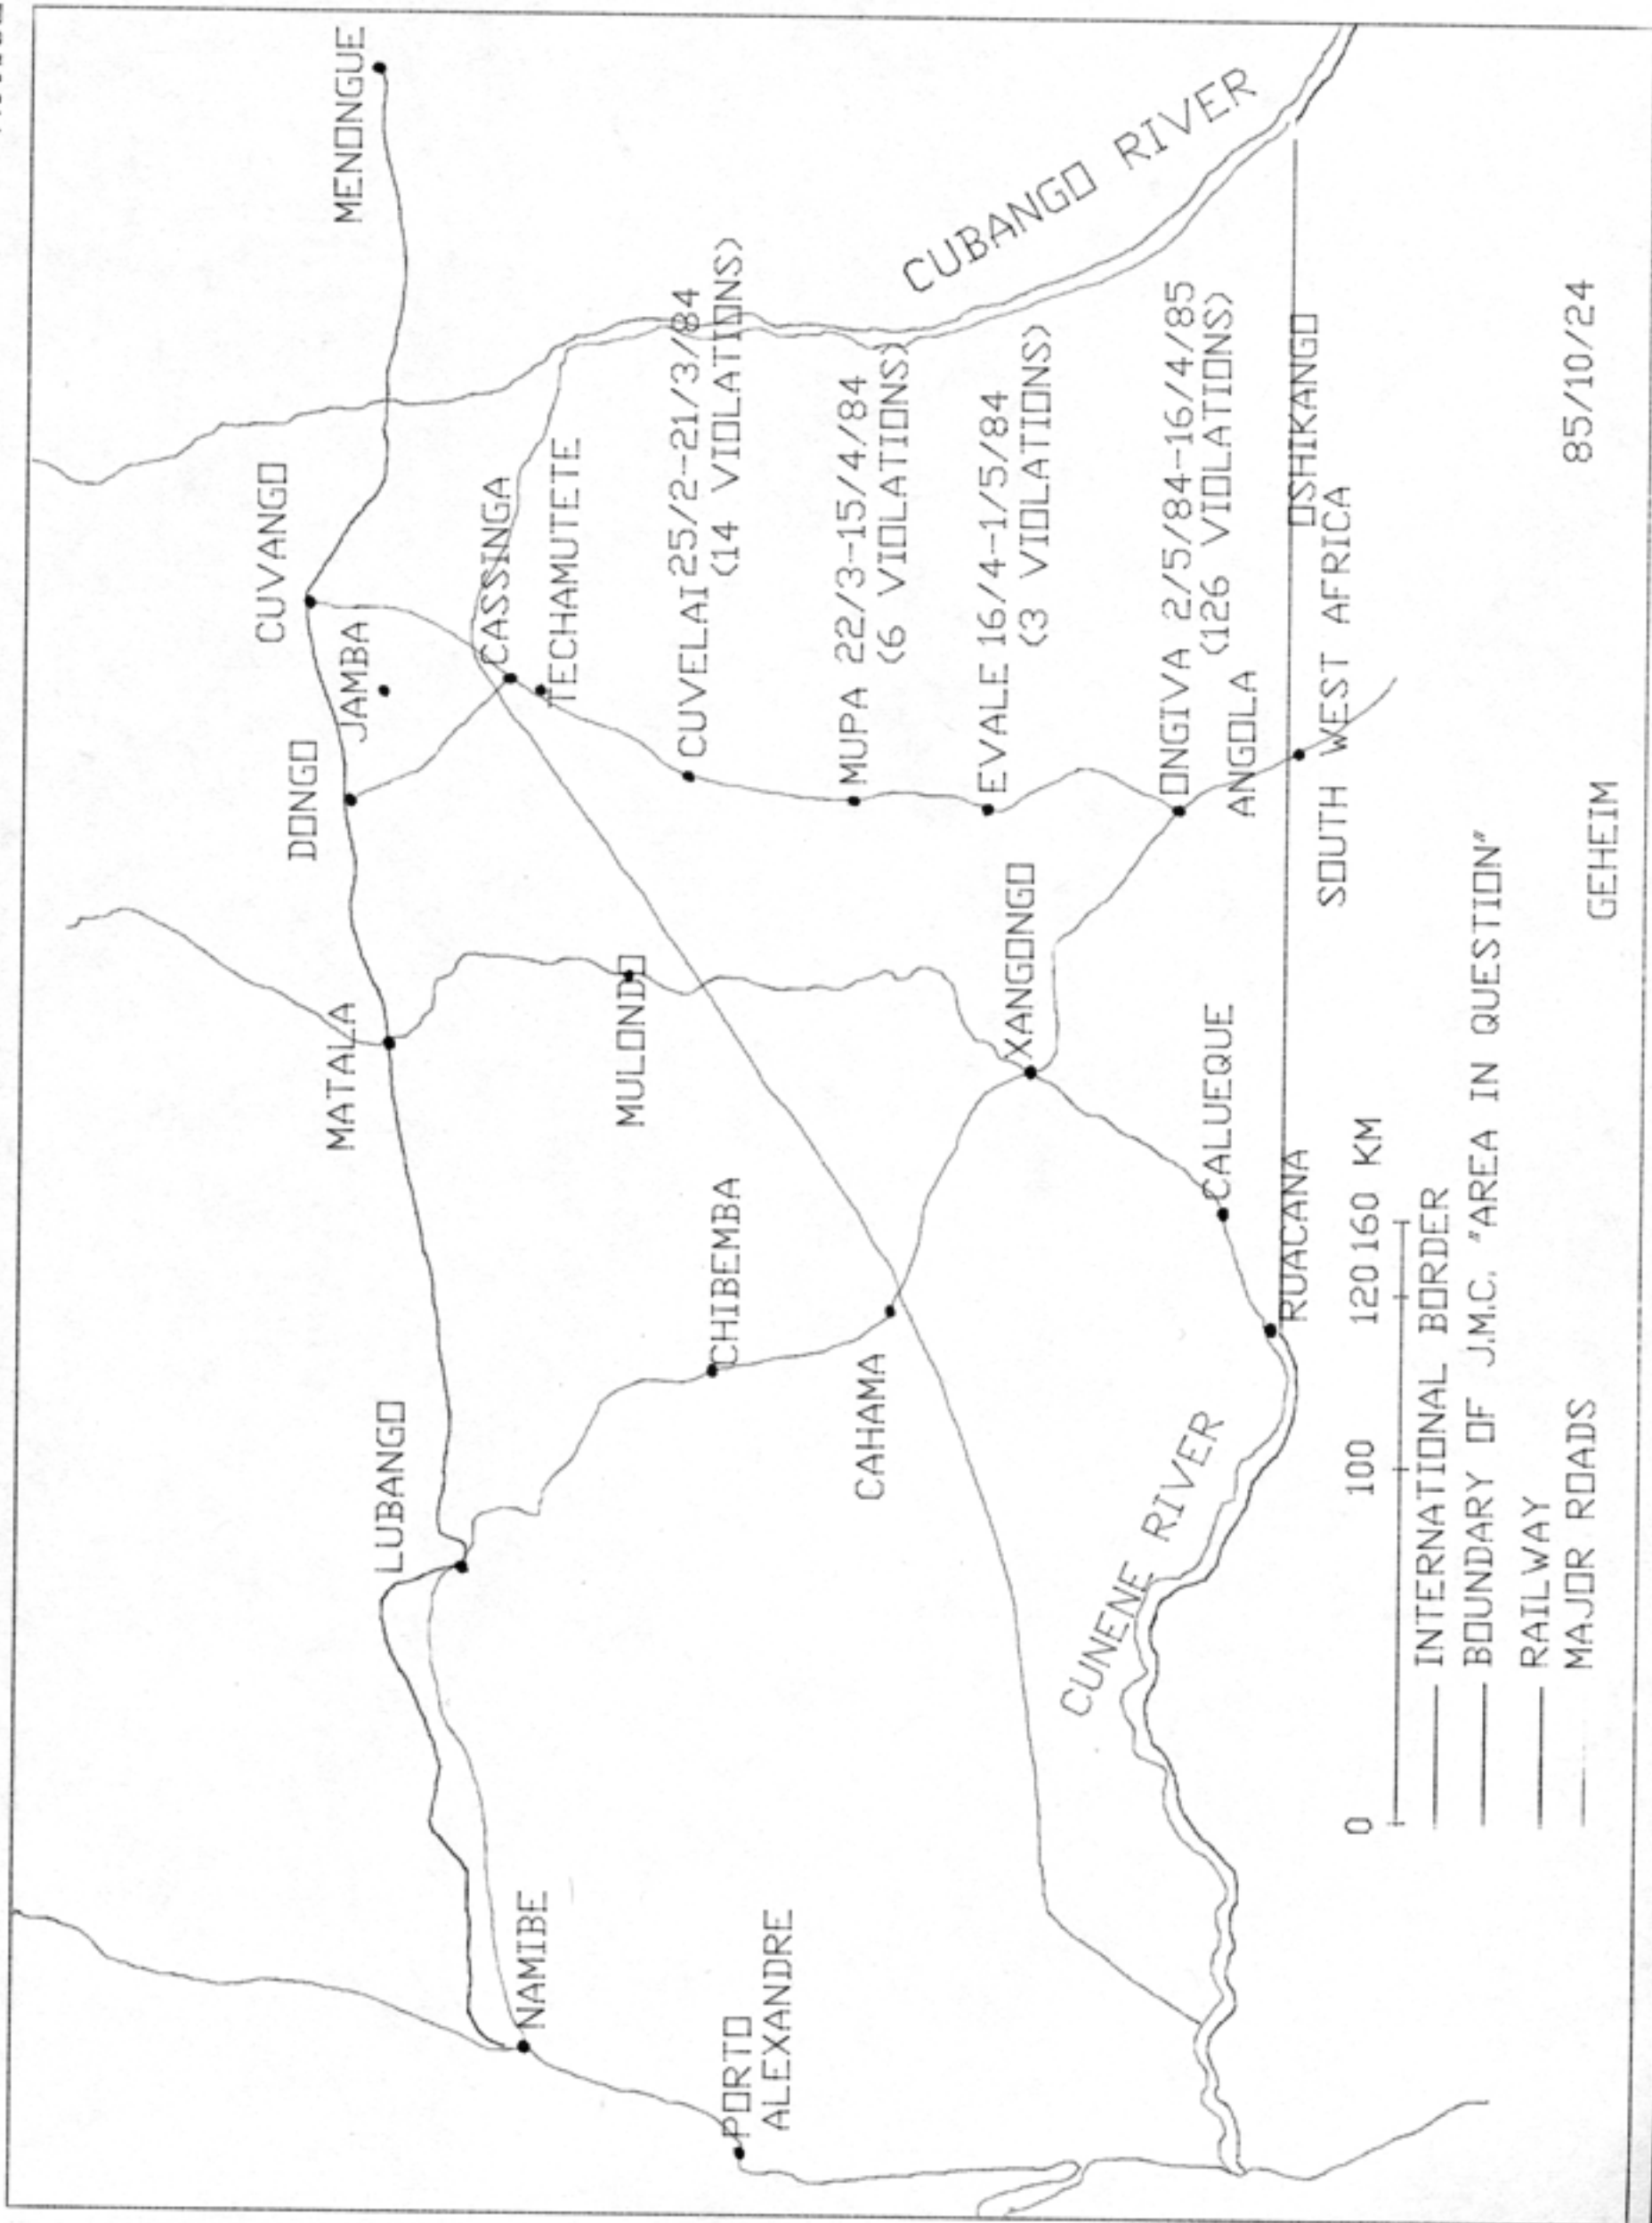 MENONGUE
CUVANGO
JAMBA
DONGO
MATALA
LUBANGO
CASSINGA
TECHAMUTETE
NAMIBE
MULONDO
CUVELAI 25/2-21/3/84
(14 VIOLATIONS)
CHIBEMBA
PORTO
ALEXANDRE
MUPA 22/3-15/4/84
(6 VIOLATIONS)
CAHAMA
CUBANGO RIVER
EVALE 16/4-1/5/84
(3 VIOLATIONS)
XANGONGO
CUNENE RIVER
ONGIVA 2/5/84-16/4/85
(126 VIOLATIONS)
CALUEQUE
ANGOLA
RUACANA
OSHIKANGO
SOUTH WEST AFRICA
0 100 120 160 KM
INTERNATIONAL BORDER
BOUNDARY OF J.M.C. "AREA IN QUESTION"
RAILWAY
MAJOR ROADS
GEHEIM
85/10/24